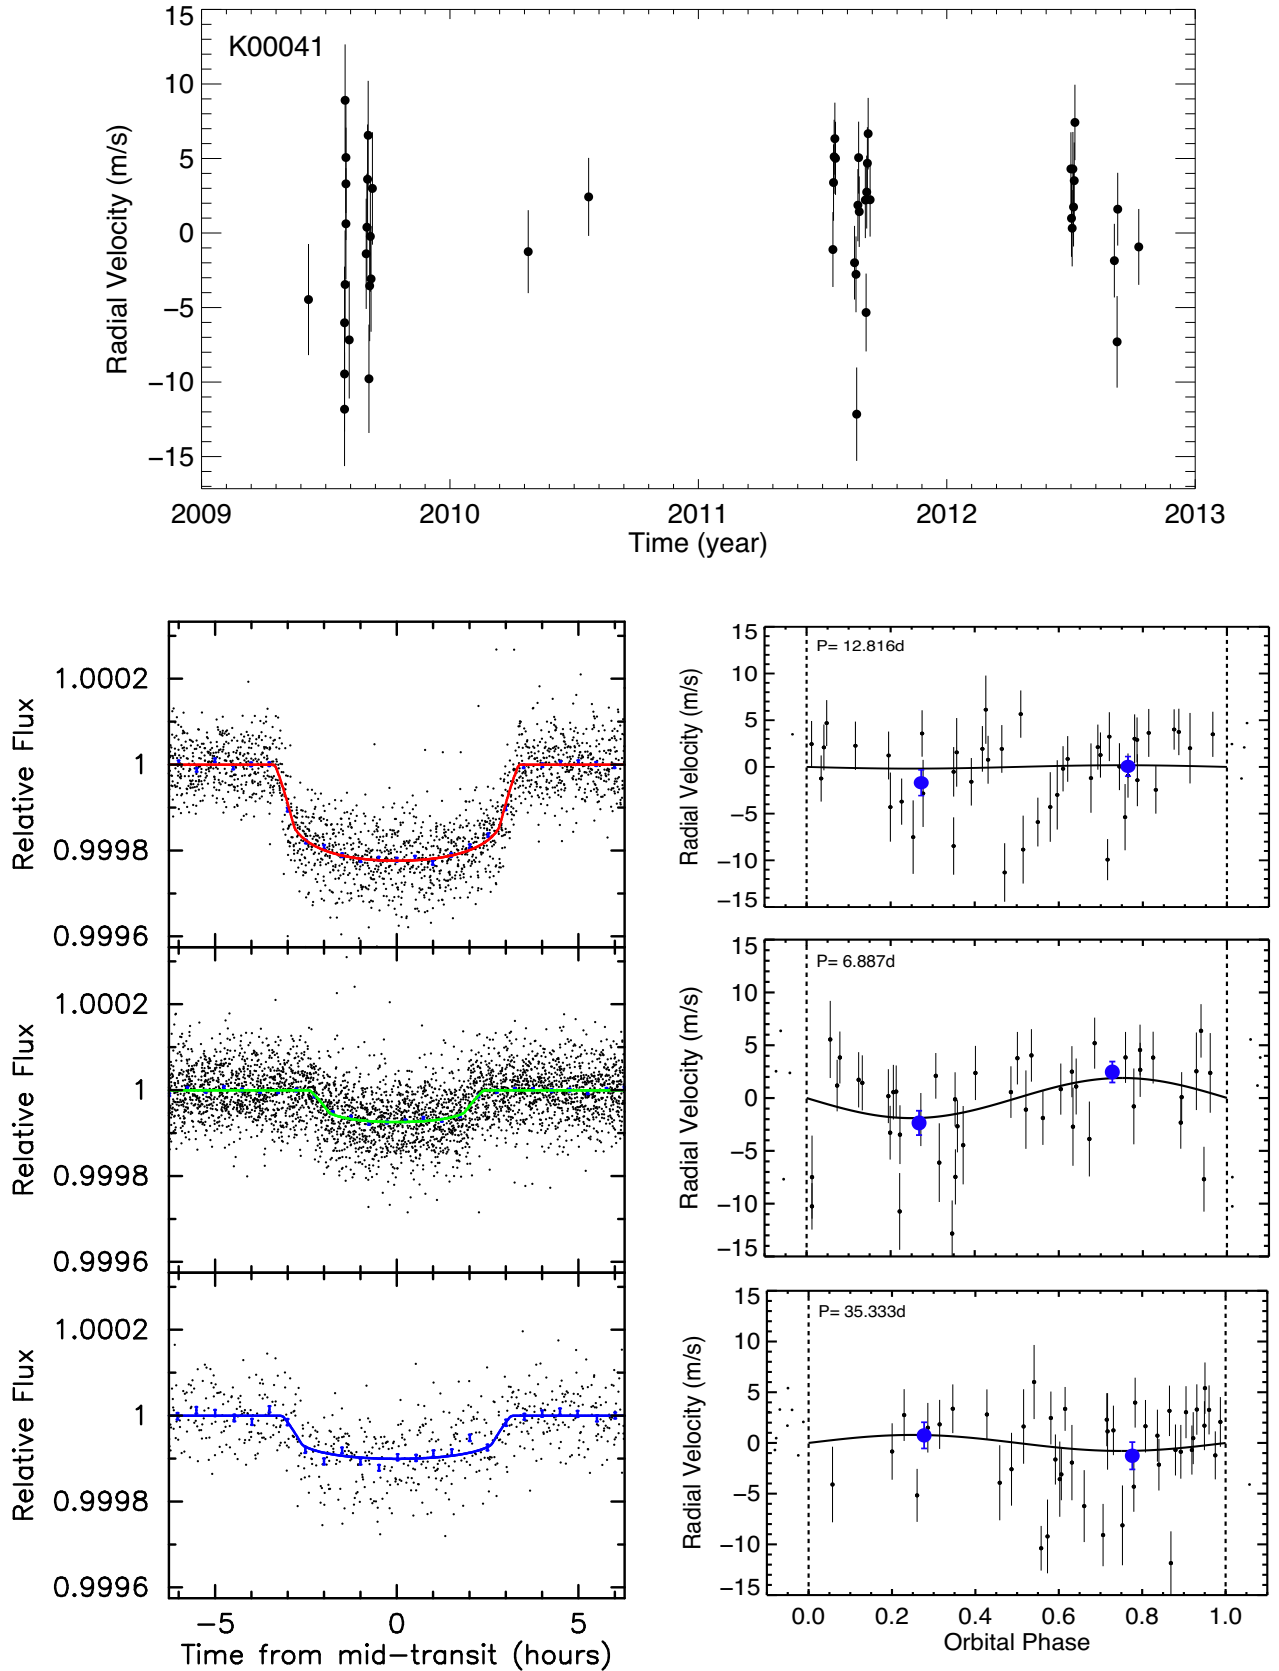 K00041
15
10
5
0
−5
−10
−15
Radial Velocity (m/s)
2009 2010 2011 2012 2013
Time (year)
1.0002
1
0.9998
0.9996
Relative Flux
1.0002
1
0.9998
0.9996
Relative Flux
1.0002
1
0.9998
0.9996
Relative Flux
−5 0 5
Time from mid−transit (hours)
P= 12.816d
15
10
5
0
−5
−10
−15
Radial Velocity (m/s)
P= 6.887d
15
10
5
0
−5
−10
−15
Radial Velocity (m/s)
P= 35.333d
15
10
5
0
−5
−10
−15
Radial Velocity (m/s)
0.0 0.2 0.4 0.6 0.8 1.0
Orbital Phase